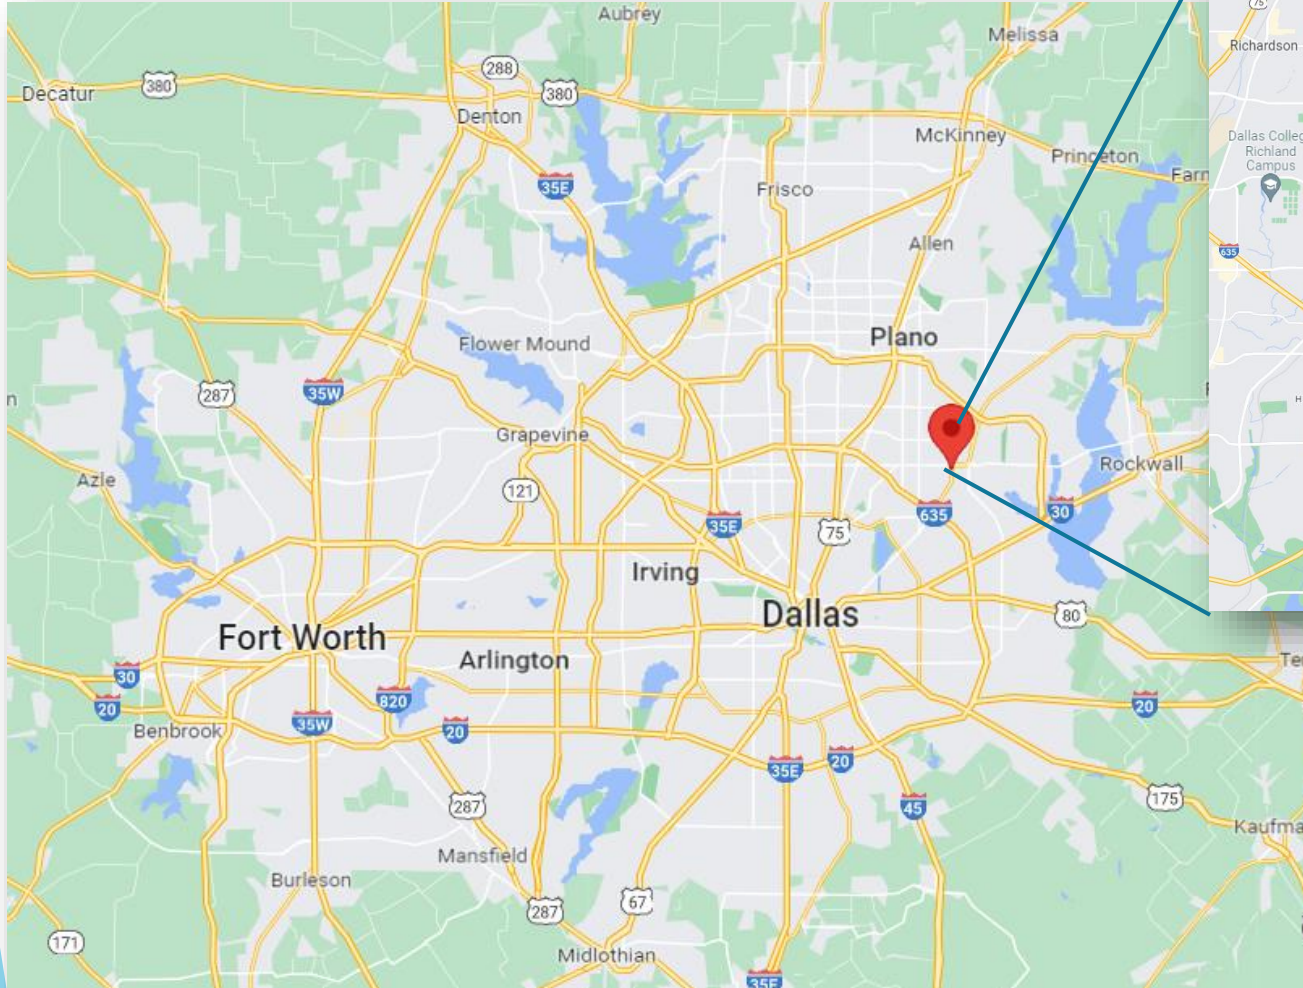 Aubrey
Melissa
75
Richardson
288
380
380
Decatur
Denton
McKinney
Dallas
Richland
Campus
Princeton
35E
Frisco
Allen
635
Plano
Flower Mound
287
35W
Grapevine
Rockwall
Azle
121
30
635
35E
75
Irving
Dallas
80
Fort Worth
Arlington
30
820
20
20
35W
20
Benbrook
20
35E
175
287
45
Mansfield
Burleson
287
67
171
Midlothian
35E